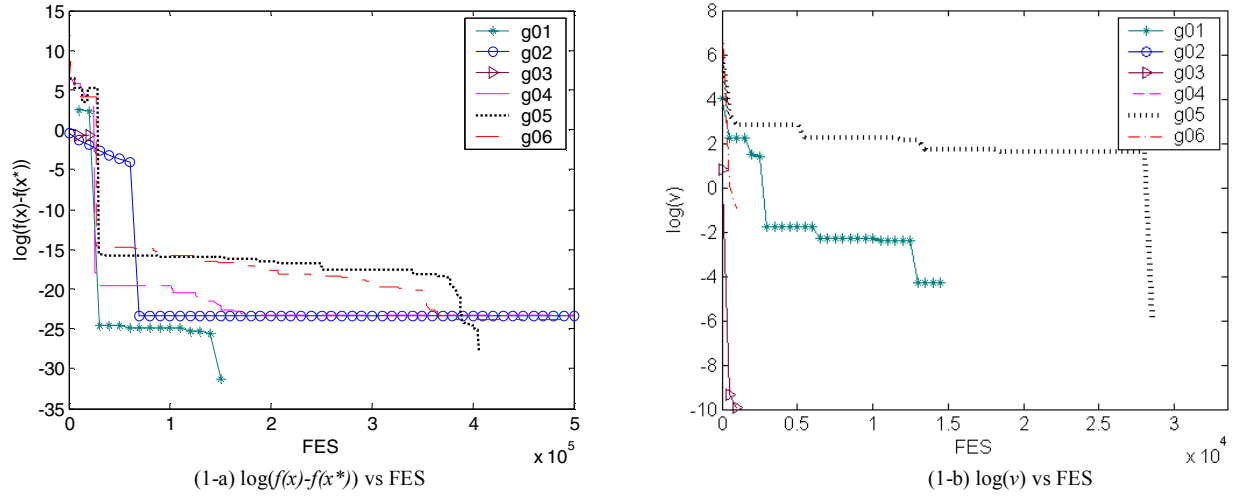 15
10
5
0
-5
-10
-15
-20
-25
-30
-35
log(f(x)-f(x*))
g01
g02
g03
g04
g05
g06
0 1 2 3 4 5
FES
x 10^5
(1-a) log(f(x)-f(x*)) vs FES
8
6
4
2
0
-2
-4
-6
-8
-10
log(v)
g01
g02
g03
g04
g05
g06
0 0.5 1 1.5 2 2.5 3
FES
x 10^4
(1-b) log(v) vs FES